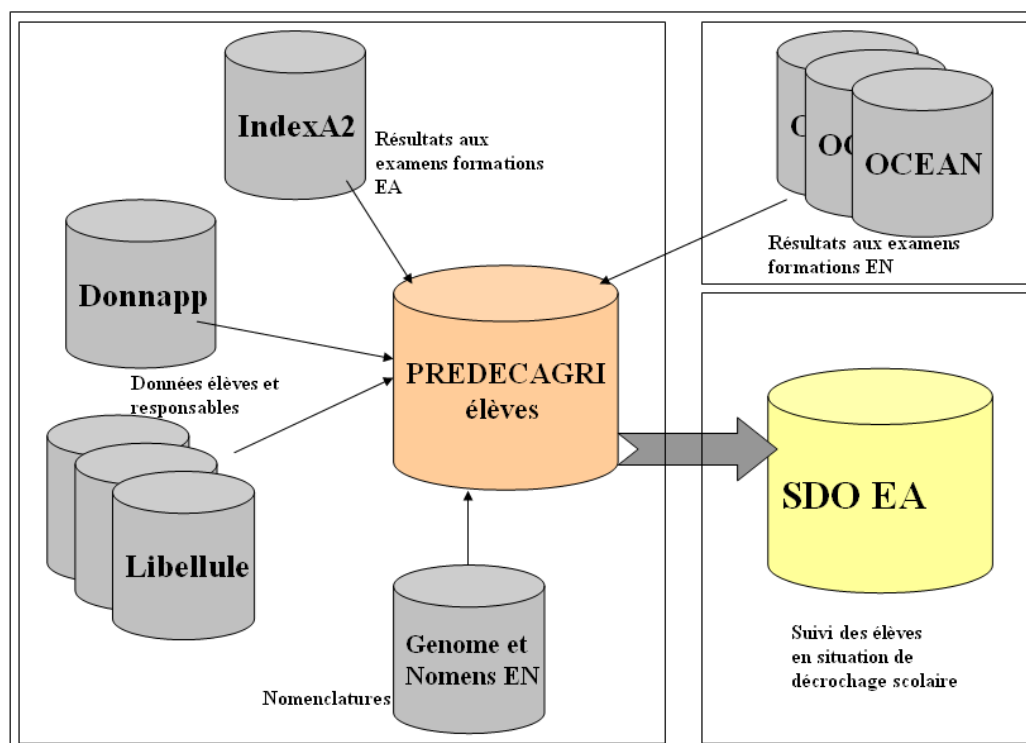 IndexA2
Résultats aux
examens formations
EA
Donnapp
Données élèves et
responsables
Libellule
PREDECAGRI
élèves
Genome et
Nomens EN
Nomenclatures
O
OC
OCEAN
Résultats aux examens
formations EN
SDO EA
Suivi des élèves
en situation de
décrochage scolaire